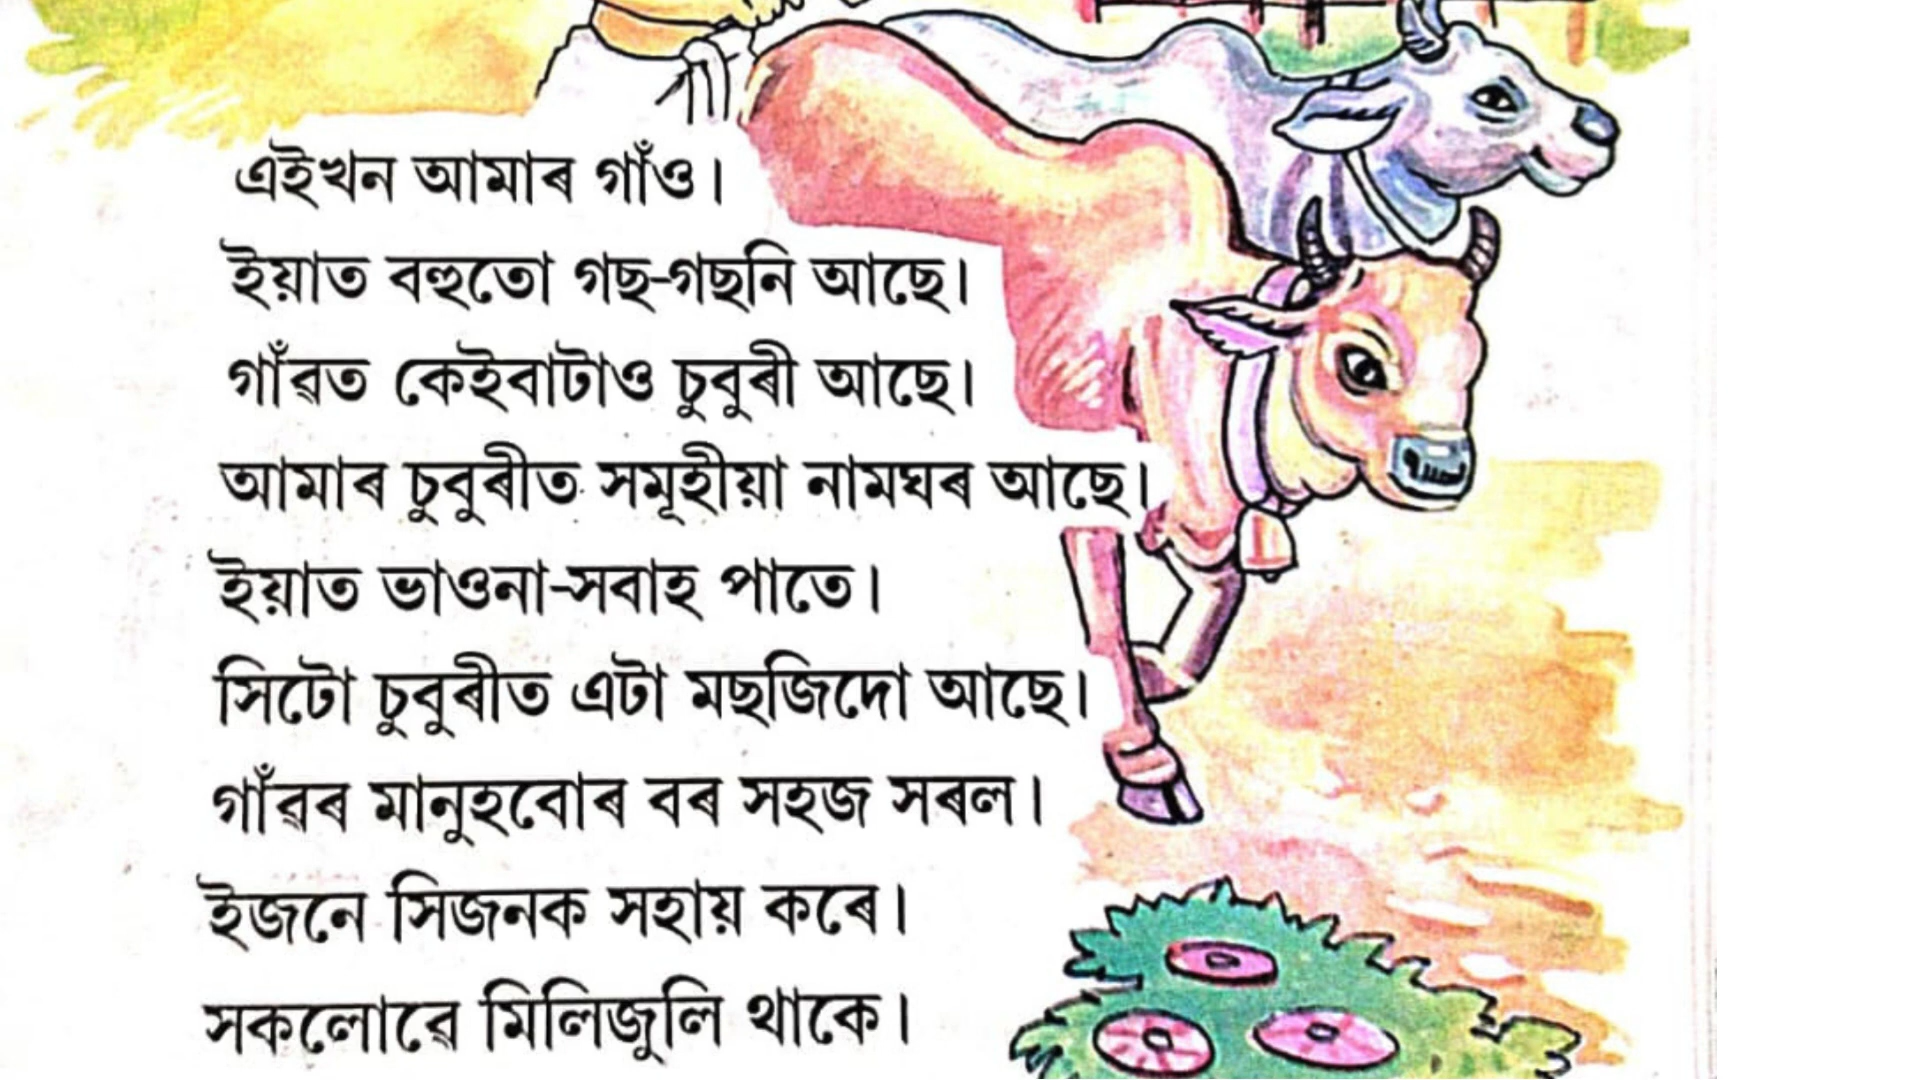 এইখন আমাৰ গাঁও।
ইয়াত বহুতো গছ-গছনি আছে।
গাঁৱত কেইবাটাও চুবুৰী আছে।
আমাৰ চুবুৰীত সমূহীয়া নামঘৰ আছে।
ইয়াত ভাওনা-সবাহ পাতে।
সিটো চুবুৰীত এটা মছজিদো আছে।
গাঁৱৰ মানুহবোৰ বৰ সহজ সৰল।
ইজনে সিজনক সহায় কৰে।
সকলোৱে মিলিজুলি থাকে।